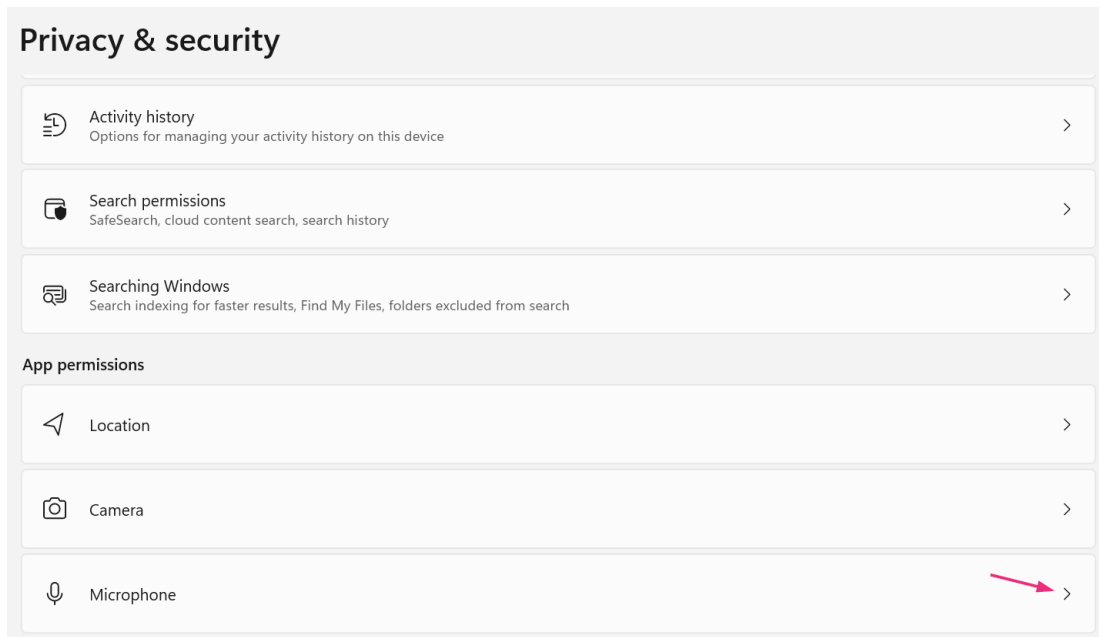 Privacy & security
Activity history
Options for managing your activity history on this device
Search permissions
SafeSearch, cloud content search, search history
Searching Windows
Search indexing for faster results, Find My Files, folders excluded from search
App permissions
Location
Camera
Microphone